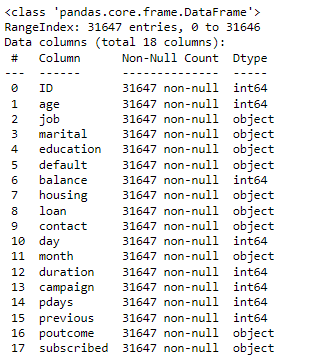 <class 'pandas.core.frame.DataFrame'>
RangeIndex: 31647 entries, 0 to 31646
Data columns (total 18 columns):
 #   Column      Non-Null Count  Dtype
---  ------      --------------  -----
 0   ID          31647 non-null  int64
 1   age         31647 non-null  int64
 2   job         31647 non-null  object
 3   marital     31647 non-null  object
 4   education   31647 non-null  object
 5   default     31647 non-null  object
 6   balance     31647 non-null  int64
 7   housing     31647 non-null  object
 8   loan        31647 non-null  object
 9   contact     31647 non-null  object
 10  day         31647 non-null  int64
 11  month       31647 non-null  object
 12  duration    31647 non-null  int64
 13  campaign    31647 non-null  int64
 14  pdays       31647 non-null  int64
 15  previous    31647 non-null  int64
 16  poutcome    31647 non-null  object
 17  subscribed  31647 non-null  object